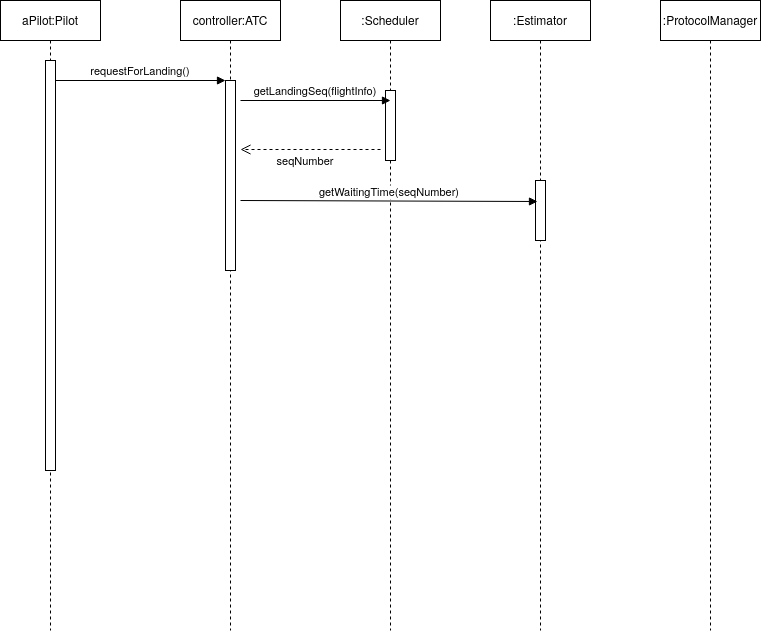 aPilot:Pilot
controller:ATC
:Scheduler
:Estimator
:ProtocolManager
requestForLanding()
getLandingSeq(flightInfo)
seqNumber
getWaitingTime(seqNumber)